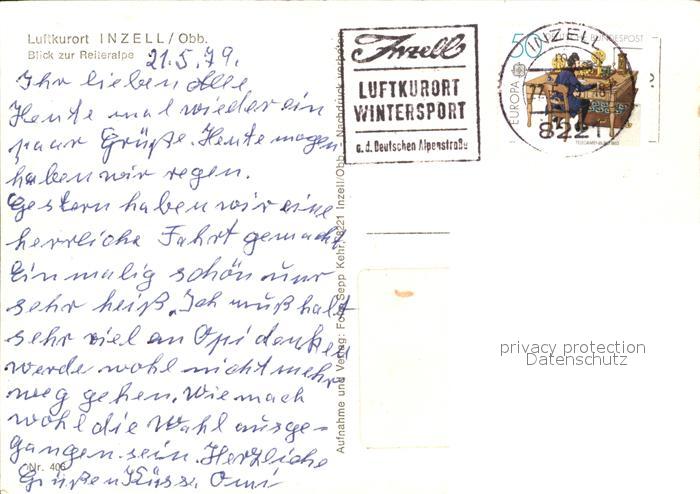 Luftkurort INZELL/Obb.
Blick zur Reiteralpe
21.5.79.
Ihr lieben Alle
Heute mal wieder ein
paar Grüße. Heute morgen
haben wir regen.
Gestern haben wir eine
herrliche Fahrt gemacht
Einmalig schön nur
sehr heiß. Ich muß halt
sehr viel an Opi denken
werde wohl nicht mehr
weg gehen. Wie mach
wohl die Wahl ausge-
gangen sein. Herzliche
Grüße u Küsse Omi
Nr. 406
Aufnahme und Verlag: Foto Sepp Kehr, 8221 Inzell/Obb. - Nachdruck verboten
Inzell
LUFTKURORT
WINTERSPORT
a.d. Deutschen Alpenstraße
INZELL
8221
50
BUNDESPOST
EUROPA
privacy protection
Datenschutz